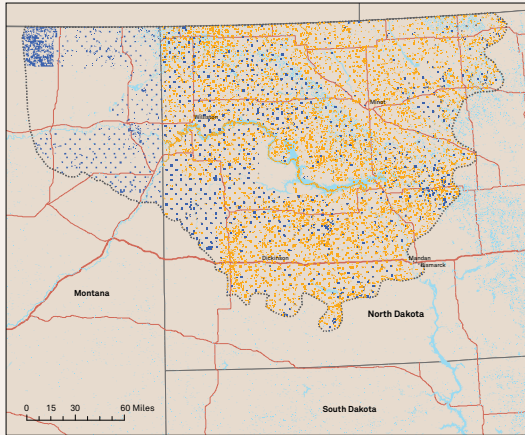 Williston
Minot
Dickinson
Mandan
Bismarck
Montana
North Dakota
South Dakota
0 15 30 60 Miles